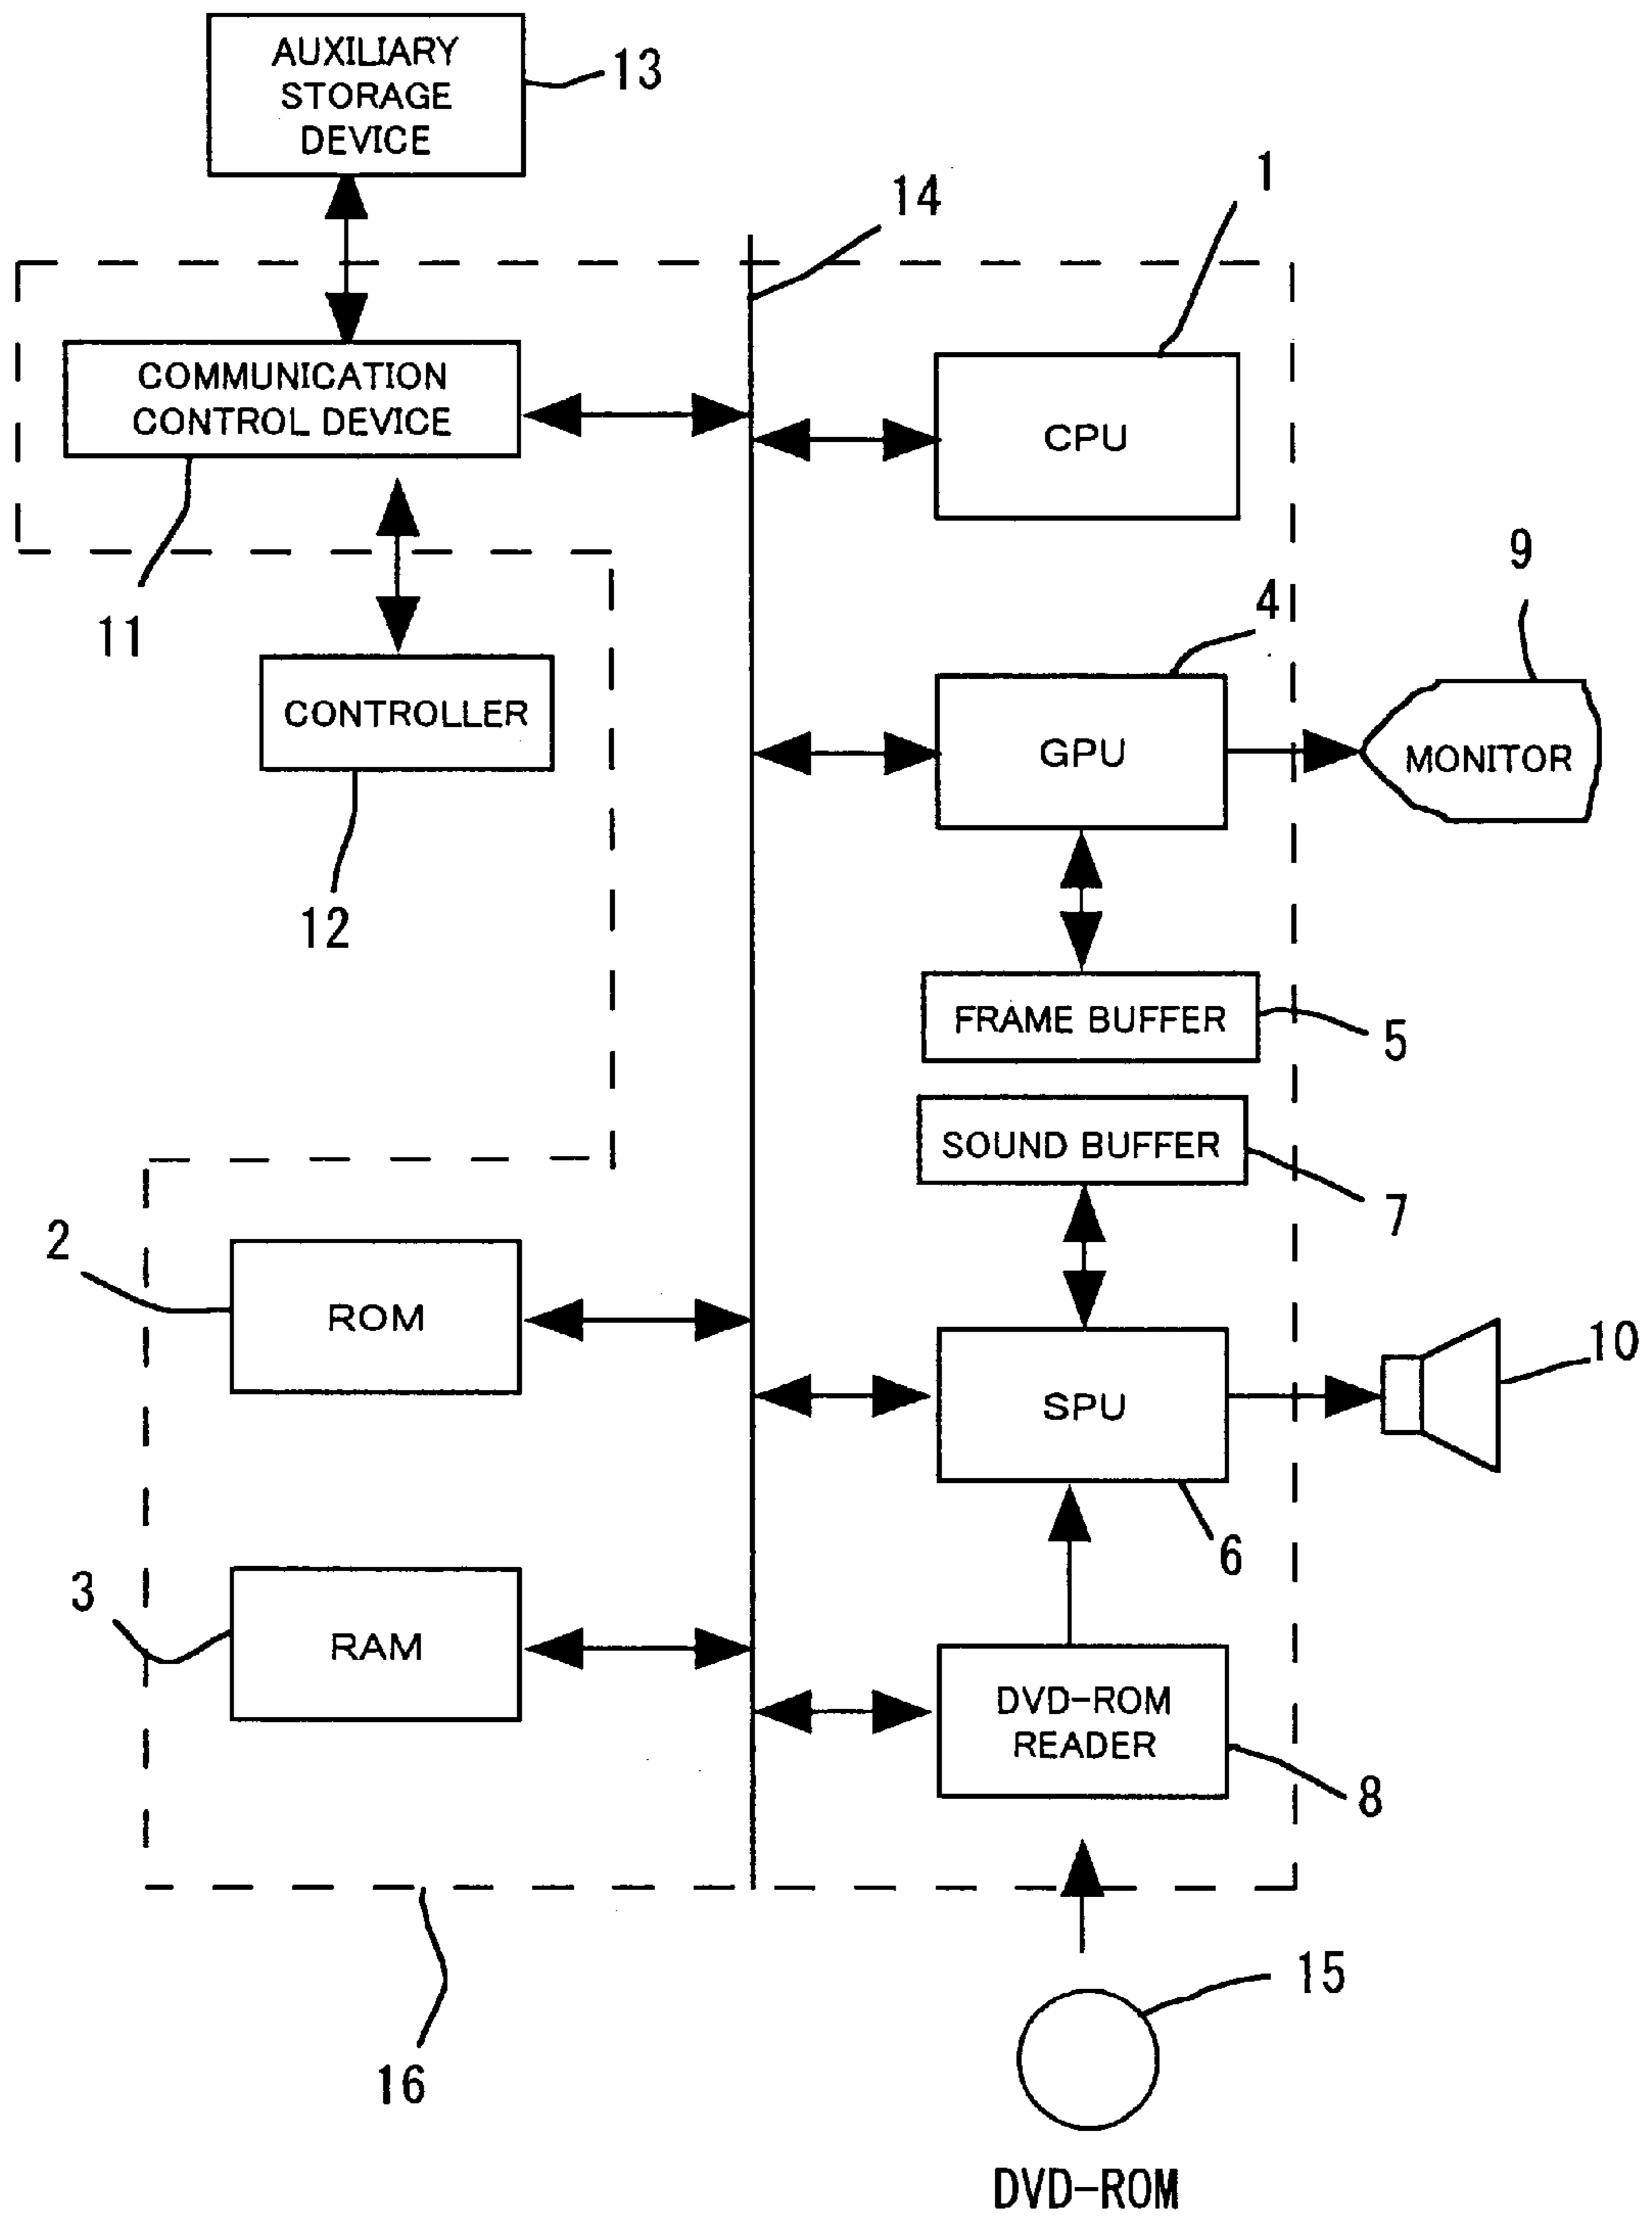 AUXILIARY
STORAGE
DEVICE
13
14
1
COMMUNICATION
CONTROL DEVICE
CPU
11
9
4
CONTROLLER
GPU
MONITOR
12
FRAME BUFFER
5
SOUND BUFFER
7
2
ROM
10
SPU
6
3
RAM
DVD-ROM
READER
8
15
16
DVD-ROM